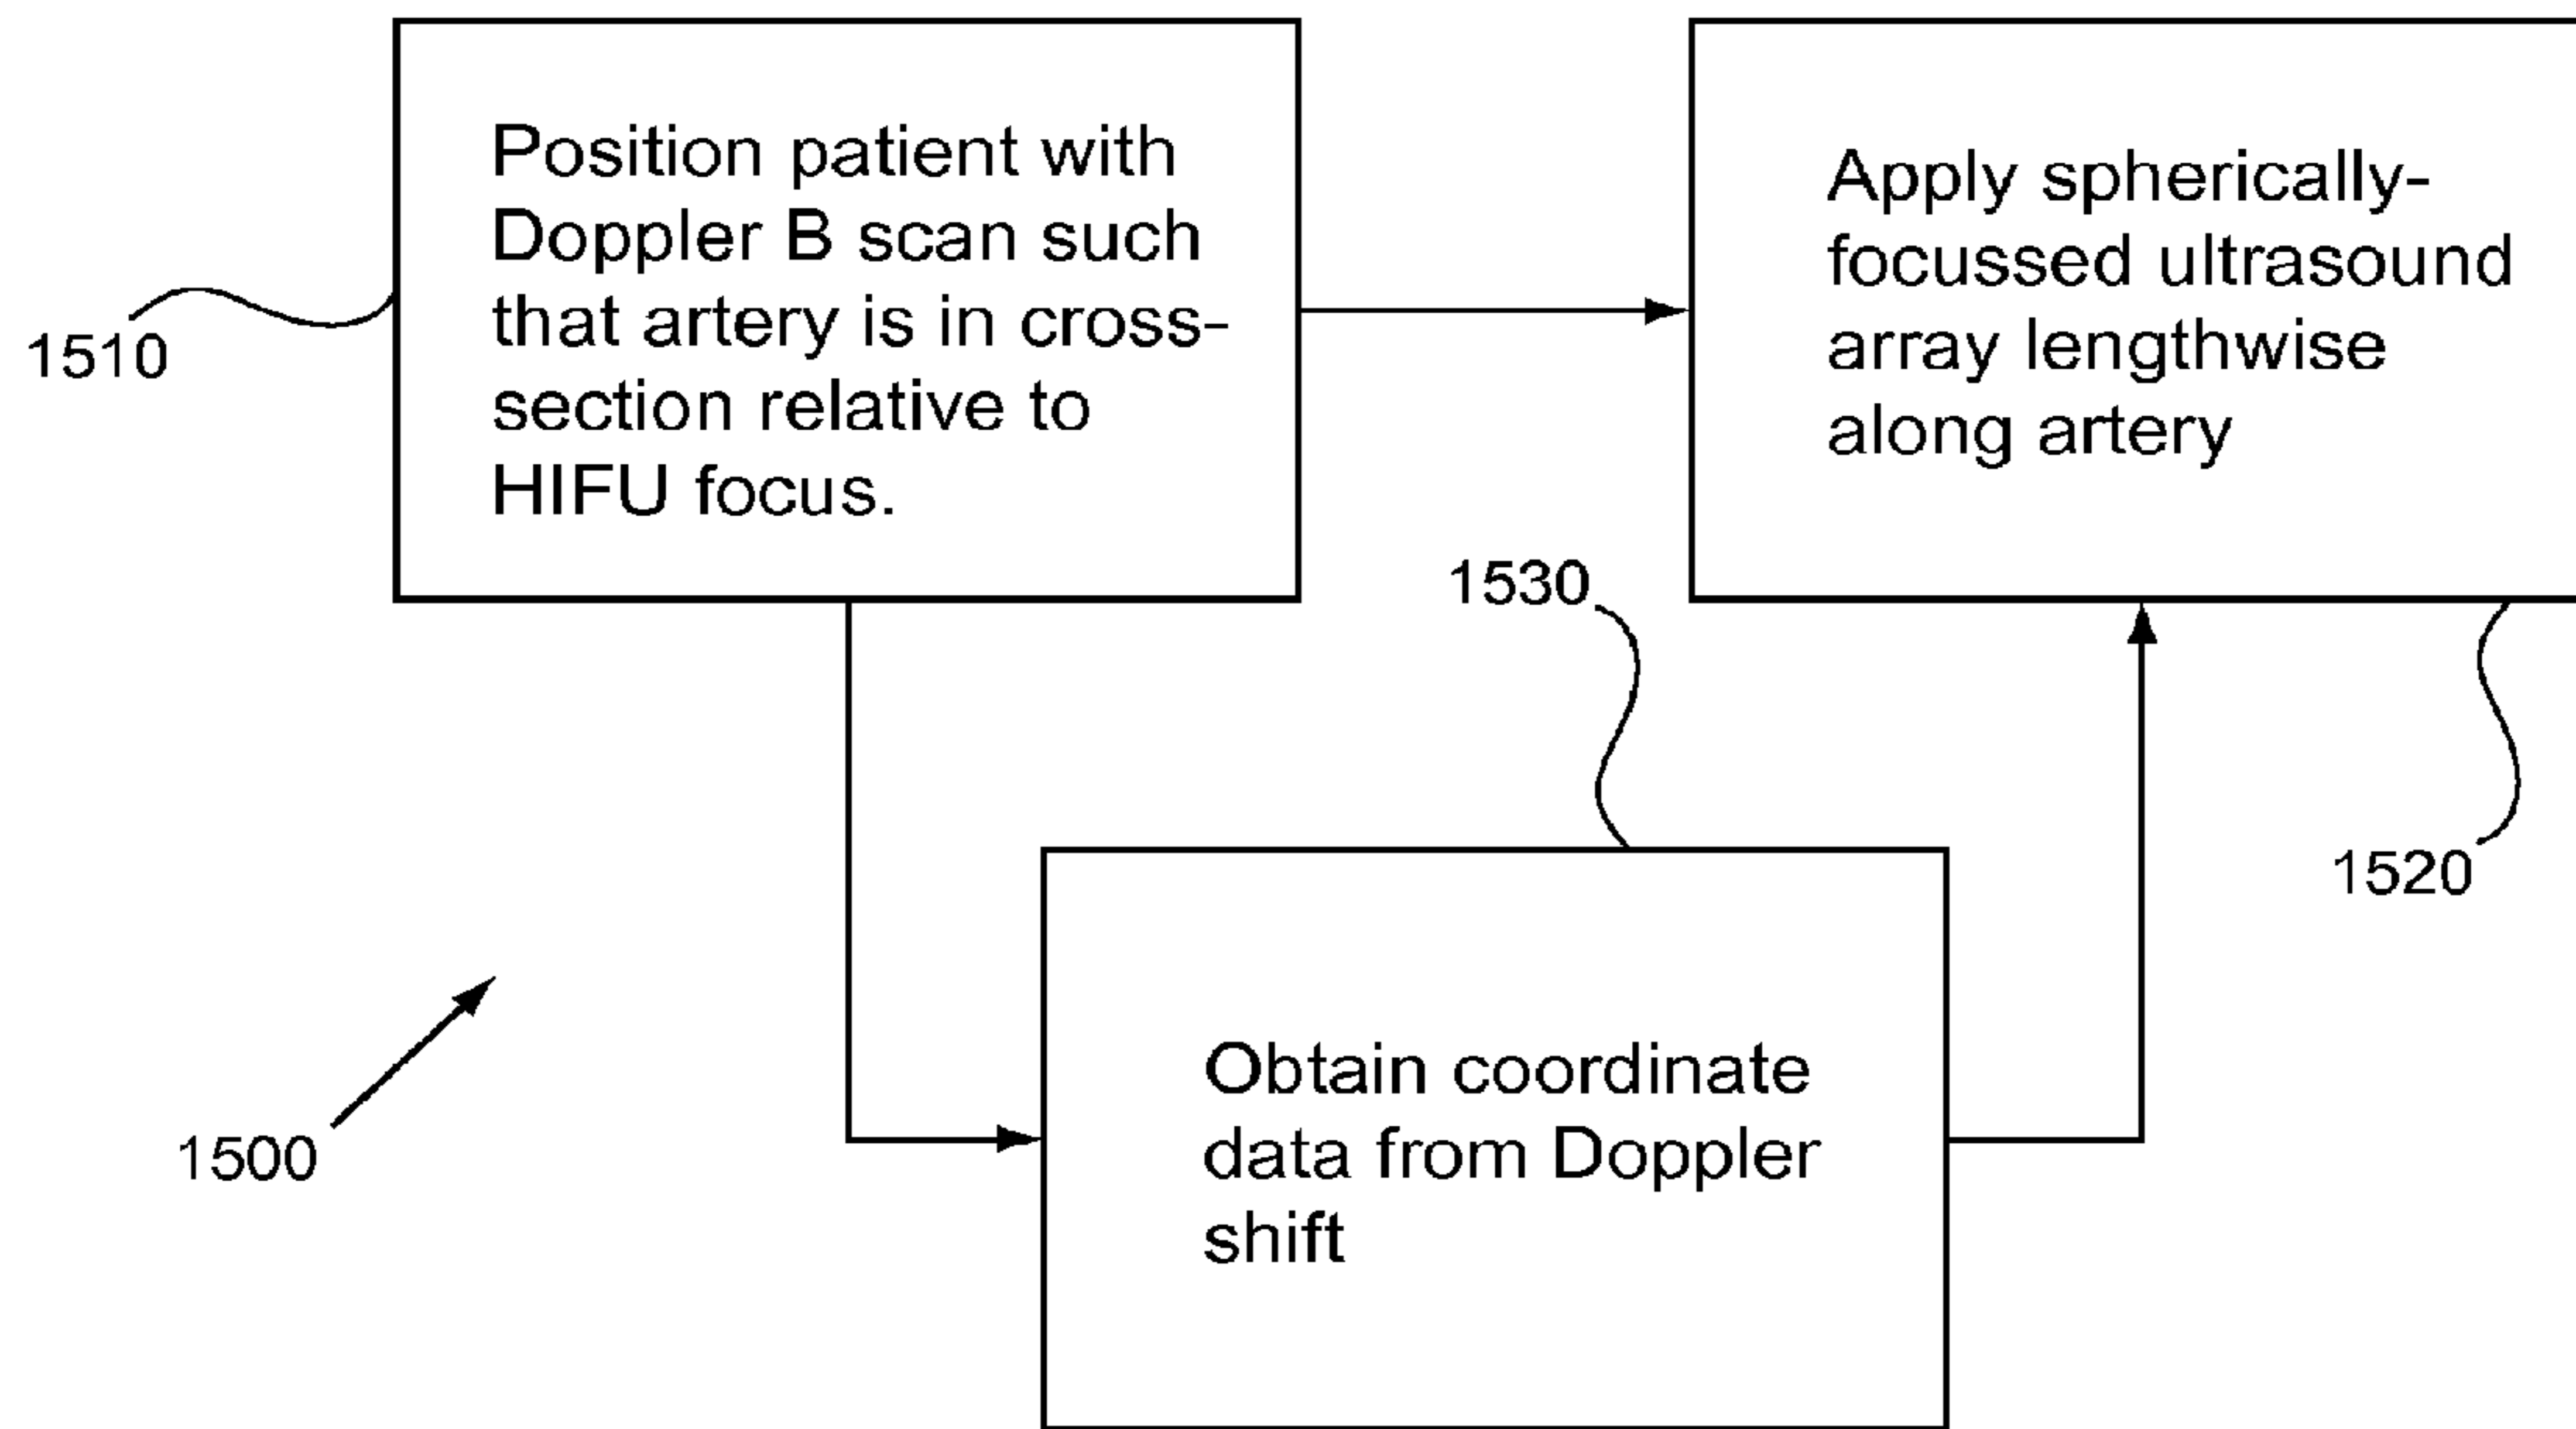 Position patient with
Doppler B scan such
that artery is in cross-
section relative to
HIFU focus.
1510
Apply spherically-
focussed ultrasound
array lengthwise
along artery
1530
1520
Obtain coordinate
data from Doppler
shift
1500